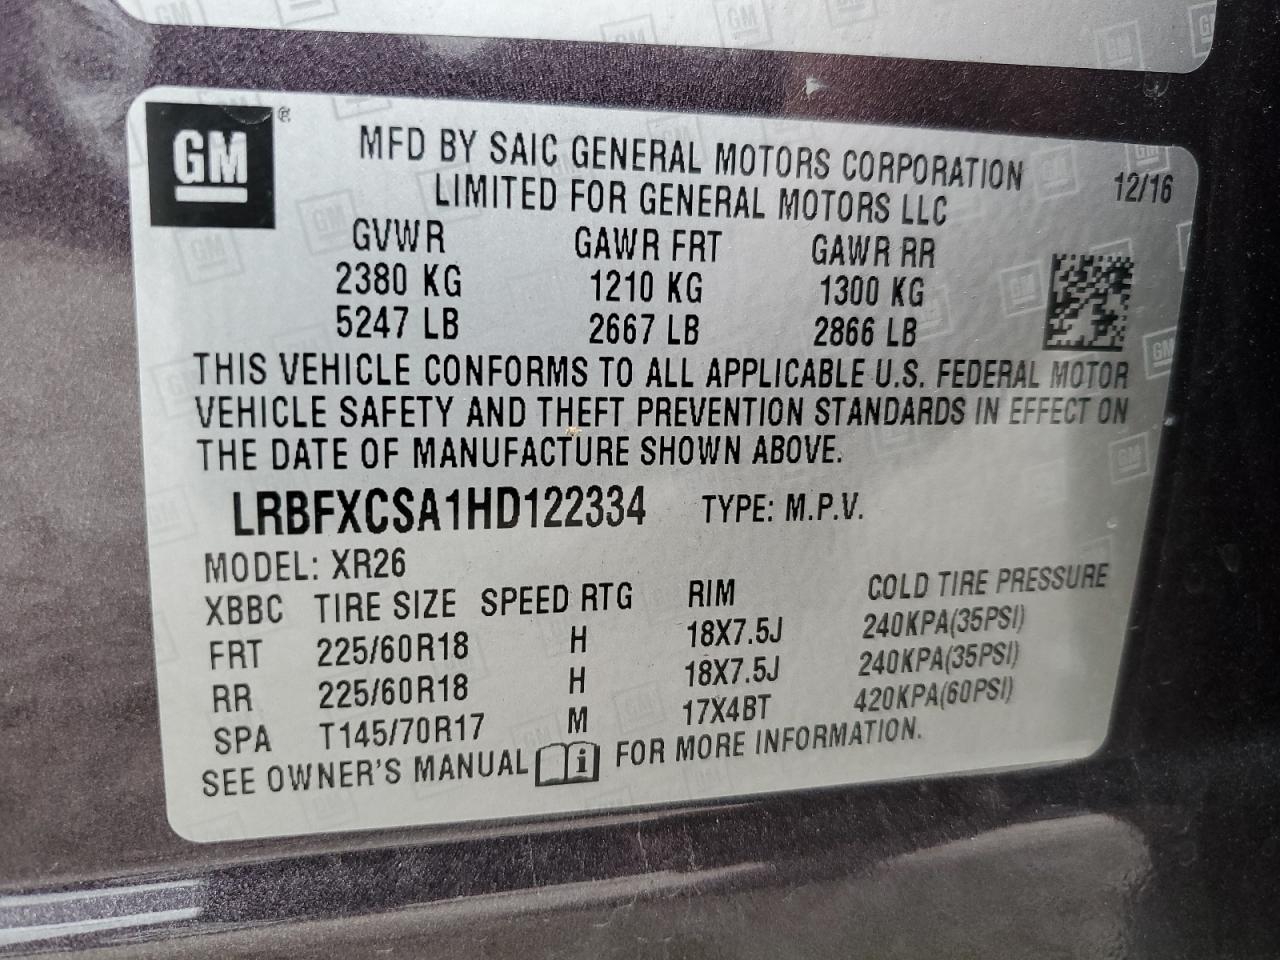 GM ®
MFD BY SAIC GENERAL MOTORS CORPORATION
LIMITED FOR GENERAL MOTORS LLC 12/16
GVWR GAWR FRT GAWR RR
2380 KG 1210 KG 1300 KG
5247 LB 2667 LB 2866 LB
THIS VEHICLE CONFORMS TO ALL APPLICABLE U.S. FEDERAL MOTOR
VEHICLE SAFETY AND THEFT PREVENTION STANDARDS IN EFFECT ON
THE DATE OF MANUFACTURE SHOWN ABOVE.
LRBFXCSA1HD122334 TYPE: M.P.V.
MODEL: XR26
XBBC TIRE SIZE SPEED RTG RIM COLD TIRE PRESSURE
FRT 225/60R18 H 18X7.5J 240KPA(35PSI)
RR 225/60R18 H 18X7.5J 240KPA(35PSI)
SPA T145/70R17 M 17X4BT 420KPA(60PSI)
SEE OWNER'S MANUAL i FOR MORE INFORMATION.